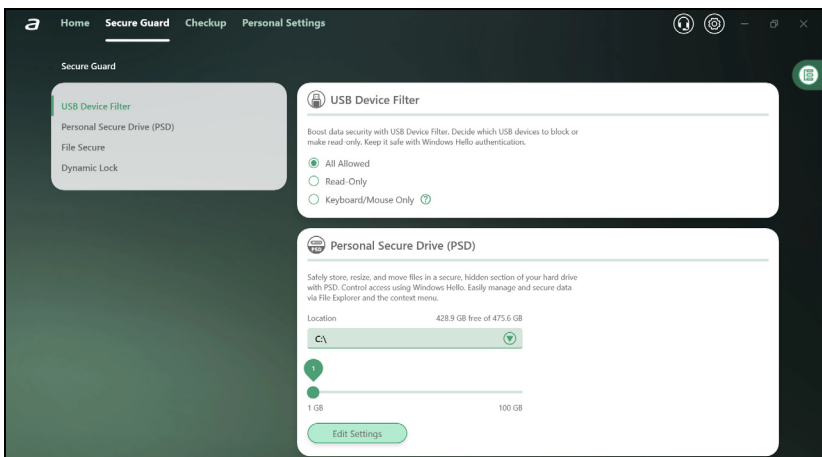 a
Home Secure Guard Checkup Personal Settings
Secure Guard
USB Device Filter
Personal Secure Drive (PSD)
File Secure
Dynamic Lock
USB Device Filter
Boost data security with USB Device Filter. Decide which USB devices to block or
make read-only. Keep it safe with Windows Hello authentication.
All Allowed
Read-Only
Keyboard/Mouse Only ?
PSD
Personal Secure Drive (PSD)
Safely store, resize, and move files in a secure, hidden section of your hard drive
with PSD. Control access using Windows Hello. Easily manage and secure data
via File Explorer and the context menu.
Location 428.9 GB free of 475.6 GB
C:\
1
1 GB 100 GB
Edit Settings